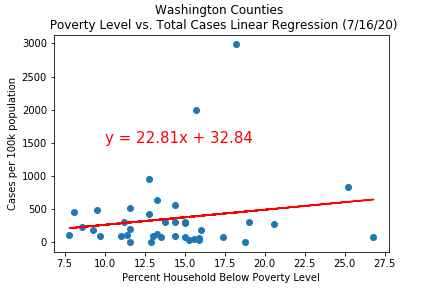 Washington Counties
Poverty Level vs. Total Cases Linear Regression (7/16/20)
3000
2500
2000
1500
1000
500
0
Cases per 100k population
y = 22.81x + 32.84
7.5 10.0 12.5 15.0 17.5 20.0 22.5 25.0 27.5
Percent Household Below Poverty Level